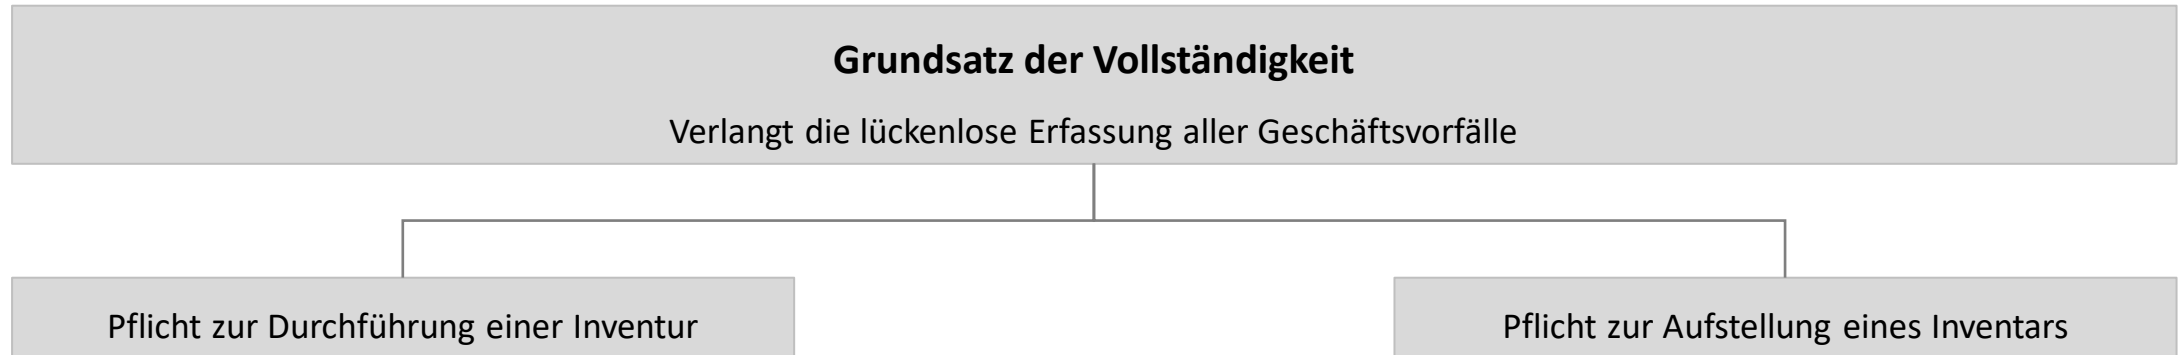 Grundsatz der Vollständigkeit
Verlangt die lückenlose Erfassung aller Geschäftsvorfälle
Pflicht zur Durchführung einer Inventur
Pflicht zur Aufstellung eines Inventars